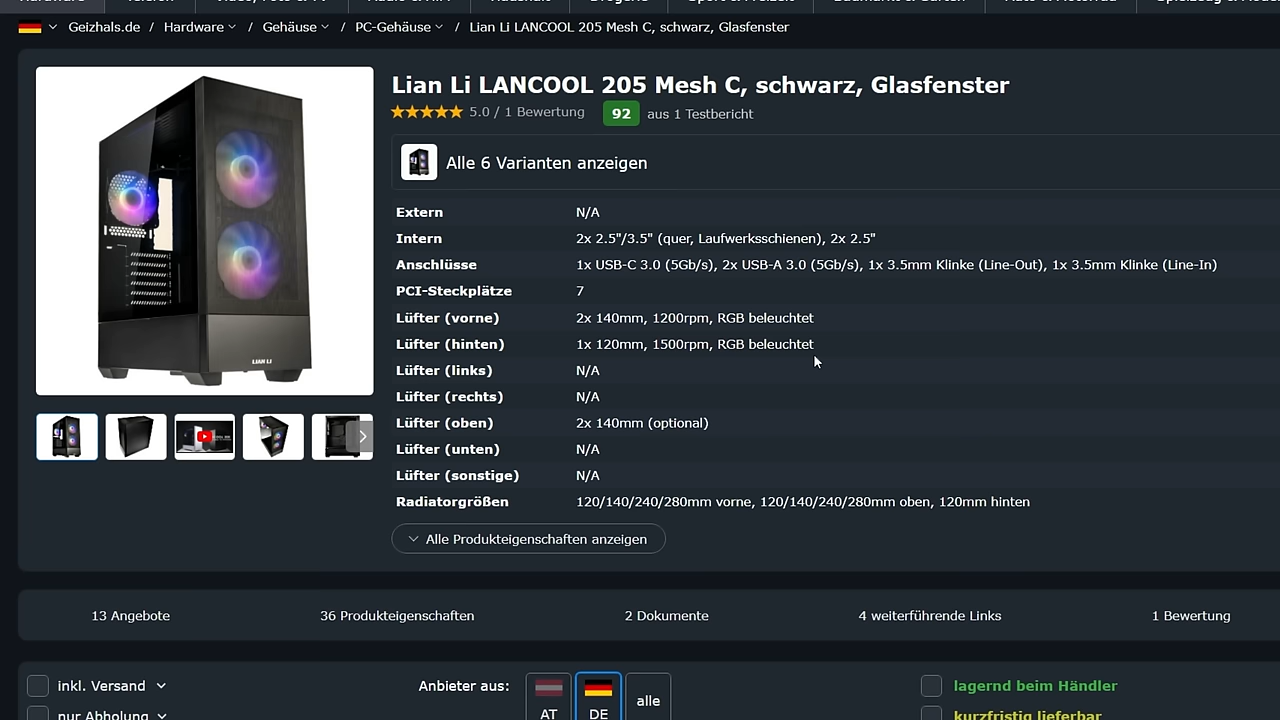 Geizhals.de / Hardware / Gehäuse / PC-Gehäuse / Lian Li LANCOOL 205 Mesh C, schwarz, Glasfenster
Lian Li LANCOOL 205 Mesh C, schwarz, Glasfenster
5.0 / 1 Bewertung 92 aus 1 Testbericht
Alle 6 Varianten anzeigen
Extern N/A
Intern 2x 2.5"/3.5" (quer, Laufwerksschienen), 2x 2.5"
Anschlüsse 1x USB-C 3.0 (5Gb/s), 2x USB-A 3.0 (5Gb/s), 1x 3.5mm Klinke (Line-Out), 1x 3.5mm Klinke (Line-In)
PCI-Steckplätze 7
Lüfter (vorne) 2x 140mm, 1200rpm, RGB beleuchtet
Lüfter (hinten) 1x 120mm, 1500rpm, RGB beleuchtet
Lüfter (links) N/A
Lüfter (rechts) N/A
Lüfter (oben) 2x 140mm (optional)
Lüfter (unten) N/A
Lüfter (sonstige) N/A
Radiatorgrößen 120/140/240/280mm vorne, 120/140/240/280mm oben, 120mm hinten
LIAN LI
Alle Produkteigenschaften anzeigen
13 Angebote 36 Produkteigenschaften 2 Dokumente 4 weiterführende Links 1 Bewertung
inkl. Versand Anbieter aus: alle lagernd beim Händler
nur Abholung AT DE kurzfristig lieferbar